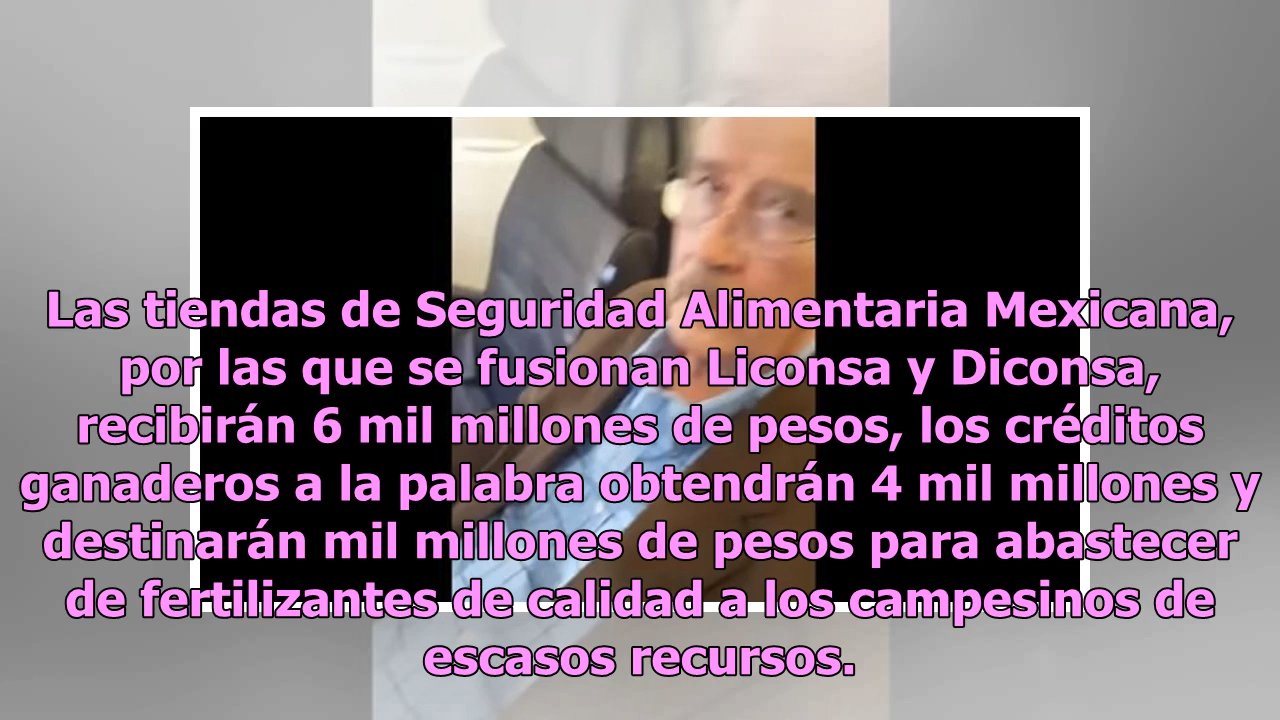 Las tiendas de Seguridad Alimentaria Mexicana,
por las que se fusionan Liconsa y Diconsa,
recibirán 6 mil millones de pesos, los créditos
ganaderos a la palabra obtendrán 4 mil millones y
destinarán mil millones de pesos para abastecer
de fertilizantes de calidad a los campesinos de
escasos recursos.